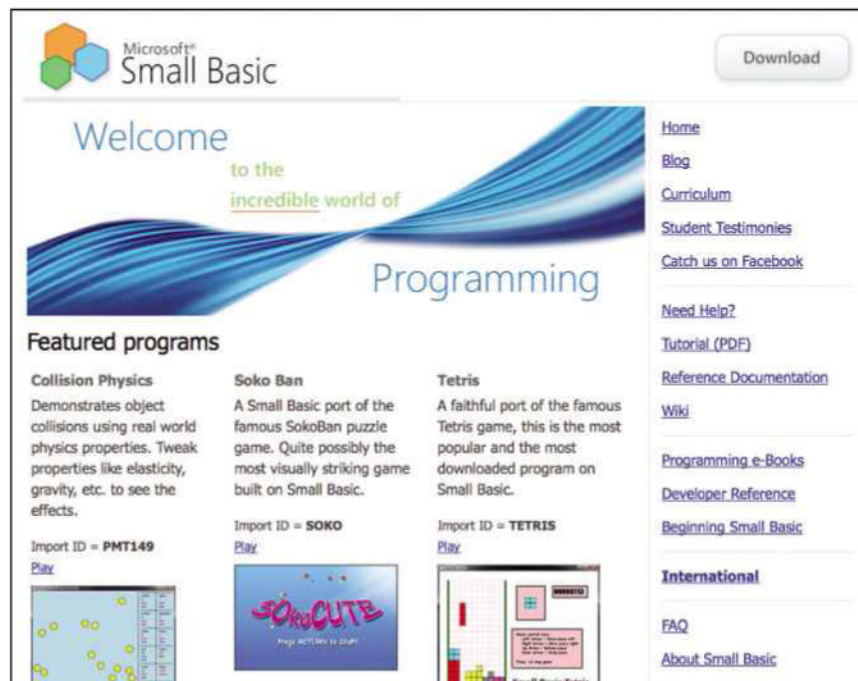 Microsoft®
Small Basic
Download
Welcome
to the
incredible world of
Programming
Home
Blog
Curriculum
Student Testimonies
Catch us on Facebook
Need Help?
Tutorial (PDF)
Reference Documentation
Wiki
Programming e-Books
Developer Reference
Beginning Small Basic
International
FAQ
About Small Basic
Featured programs
Collision Physics
Demonstrates object
collisions using real world
physics properties. Tweak
properties like elasticity,
gravity, etc. to see the
effects.
Import ID = PMT149
Play
Soko Ban
A Small Basic port of the
famous SokoBan puzzle
game. Quite possibly the
most visually striking game
built on Small Basic.
Import ID = SOKO
Play
SOKOCUTE
Press RETURN to START
Tetris
A faithful port of the famous
Tetris game, this is the most
popular and the most
downloaded program on
Small Basic.
Import ID = TETRIS
Play